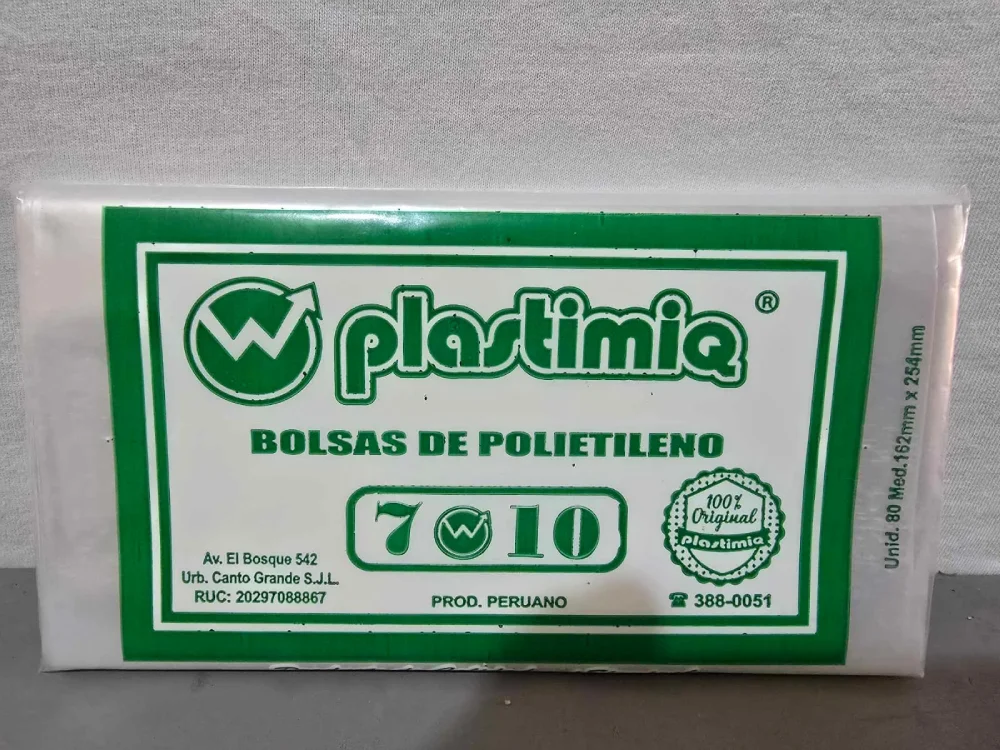 W plastimiq ®
BOLSAS DE POLIETILENO
7 W 10
100% Original
plastimiq
Av. El Bosque 542
Urb. Canto Grande S.J.L.
RUC: 20297088867
PROD. PERUANO
☎ 388-0051
Unid. 80 Med.162mm x 254mm